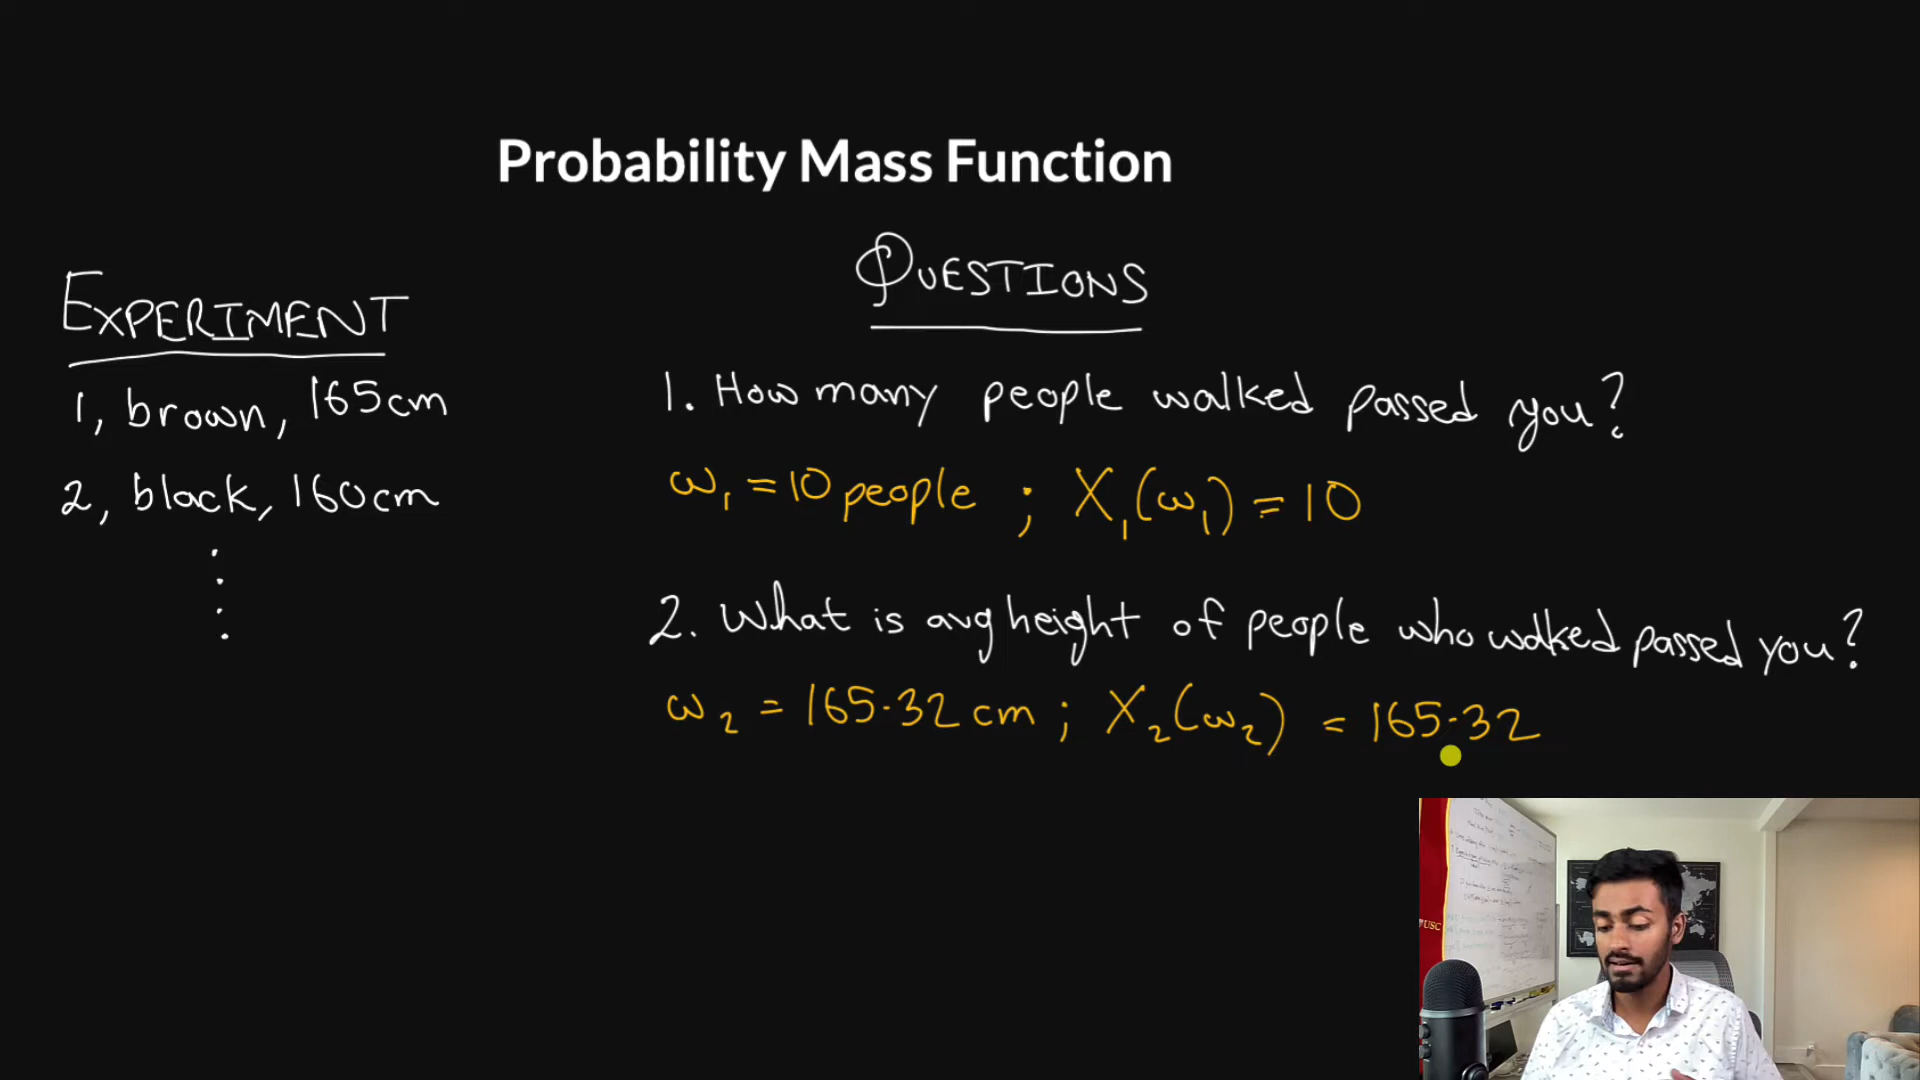 Probability Mass Function
EXPERIMENT
1, brown, 165cm
2, black, 160cm
QUESTIONS
1. How many people walked passed you?
ω₁ = 10 people ; X₁(ω₁) = 10
2. What is avg height of people who walked passed you?
ω₂ = 165.32 cm ; X₂(ω₂) = 165.32
USC